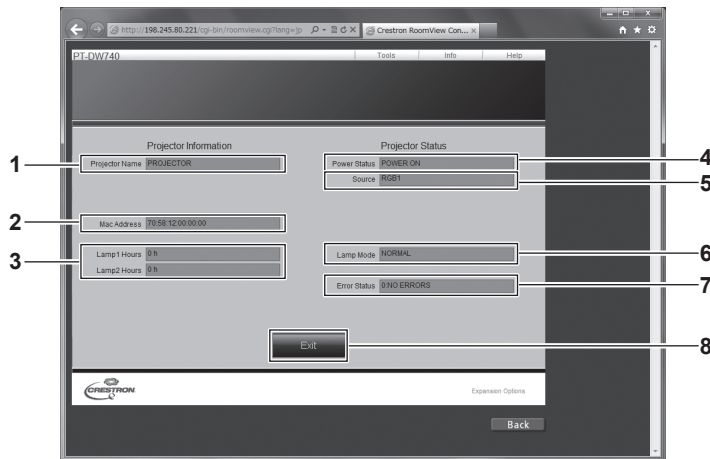 http://198.245.80.221/cgi-bin/roomview.cgi?lang=jp
Crestron RoomView Con...
PT-DW740
Tools Info Help
Projector Information
Projector Status
1
Projector Name PROJECTOR
Power Status POWER ON
4
Source RGB1
5
2
Mac Address 70:58:12:00:00:00
3
Lamp1 Hours 0 h
Lamp2 Hours 0 h
Lamp Mode NORMAL
6
Error Status 0:NO ERRORS
7
Exit
8
CRESTRON
Expansion Options
Back